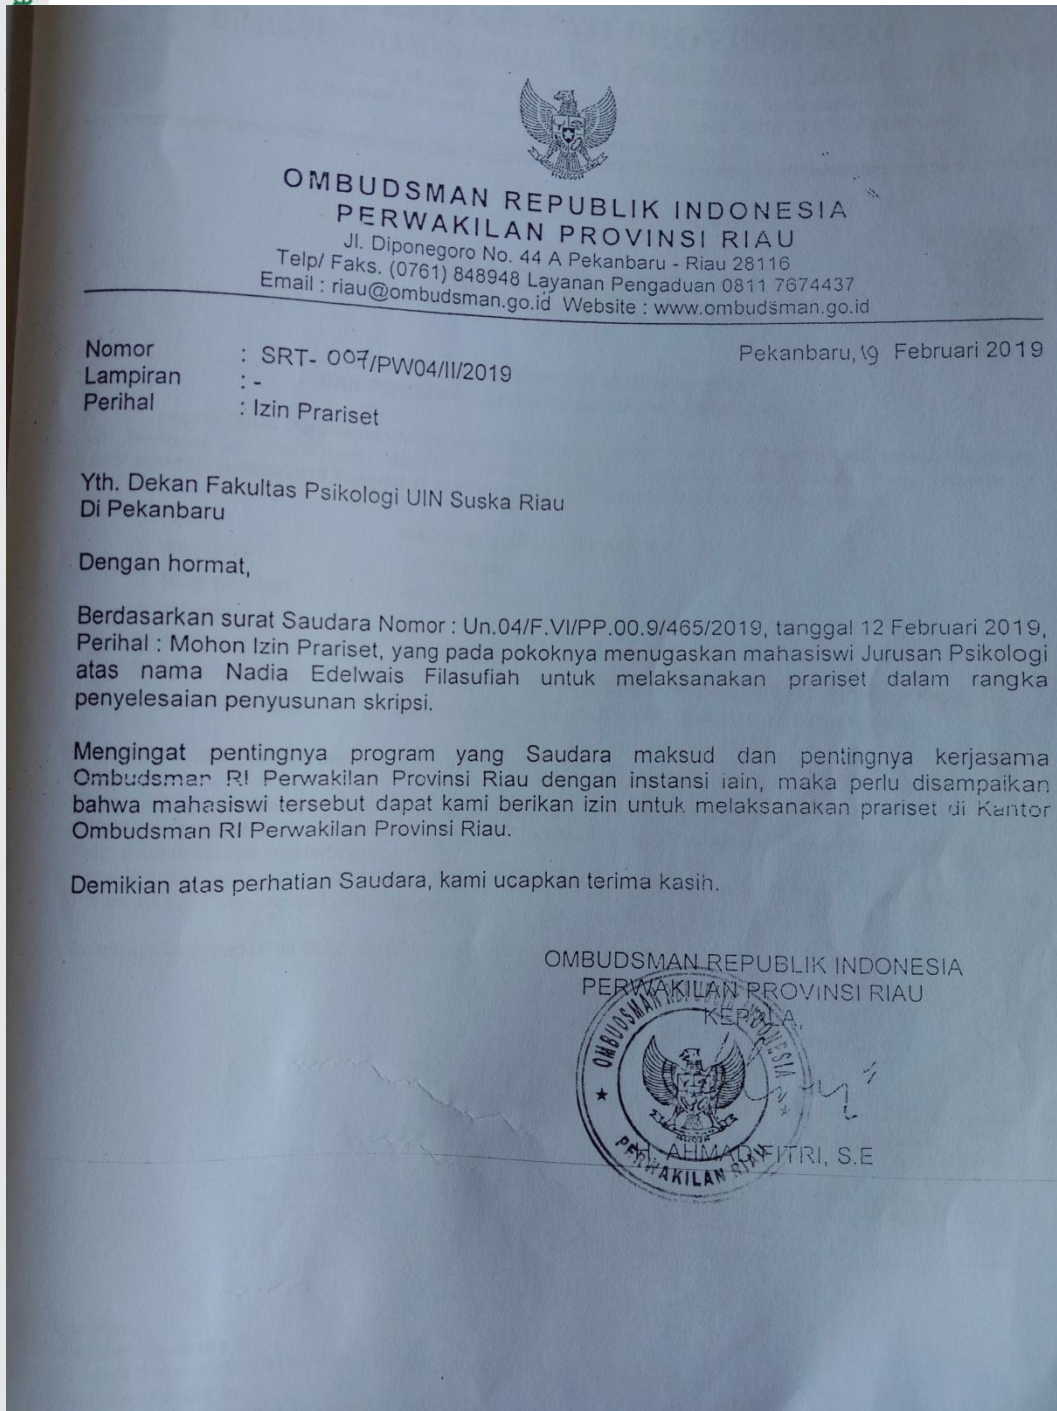 OMBUDSMAN REPUBLIK INDONESIA
PERWAKILAN PROVINSI RIAU
Jl. Diponegoro No. 44 A Pekanbaru - Riau 28116
Telp/ Faks. (0761) 848948 Layanan Pengaduan 0811 7674437
Email : riau@ombudsman.go.id Website : www.ombudsman.go.id
Nomor : SRT- 007/PW04/II/2019 Pekanbaru, 19 Februari 2019
Lampiran : -
Perihal : Izin Prariset
Yth. Dekan Fakultas Psikologi UIN Suska Riau
Di Pekanbaru
Dengan hormat,
Berdasarkan surat Saudara Nomor : Un.04/F.VI/PP.00.9/465/2019, tanggal 12 Februari 2019,
Perihal : Mohon Izin Prariset, yang pada pokoknya menugaskan mahasiswi Jurusan Psikologi
atas nama Nadia Edelwais Filasufiah untuk melaksanakan prariset dalam rangka
penyelesaian penyusunan skripsi.
Mengingat pentingnya program yang Saudara maksud dan pentingnya kerjasama
Ombudsman RI Perwakilan Provinsi Riau dengan instansi lain, maka perlu disampaikan
bahwa mahasiswi tersebut dapat kami berikan izin untuk melaksanakan prariset di Kantor
Ombudsman RI Perwakilan Provinsi Riau.
Demikian atas perhatian Saudara, kami ucapkan terima kasih.
OMBUDSMAN REPUBLIK INDONESIA
PERWAKILAN PROVINSI RIAU
KEPALA,
OMBUDSMAN REPUBLIK INDONESIA
PERWAKILAN RIAU
AHMAD FITRI, S.E